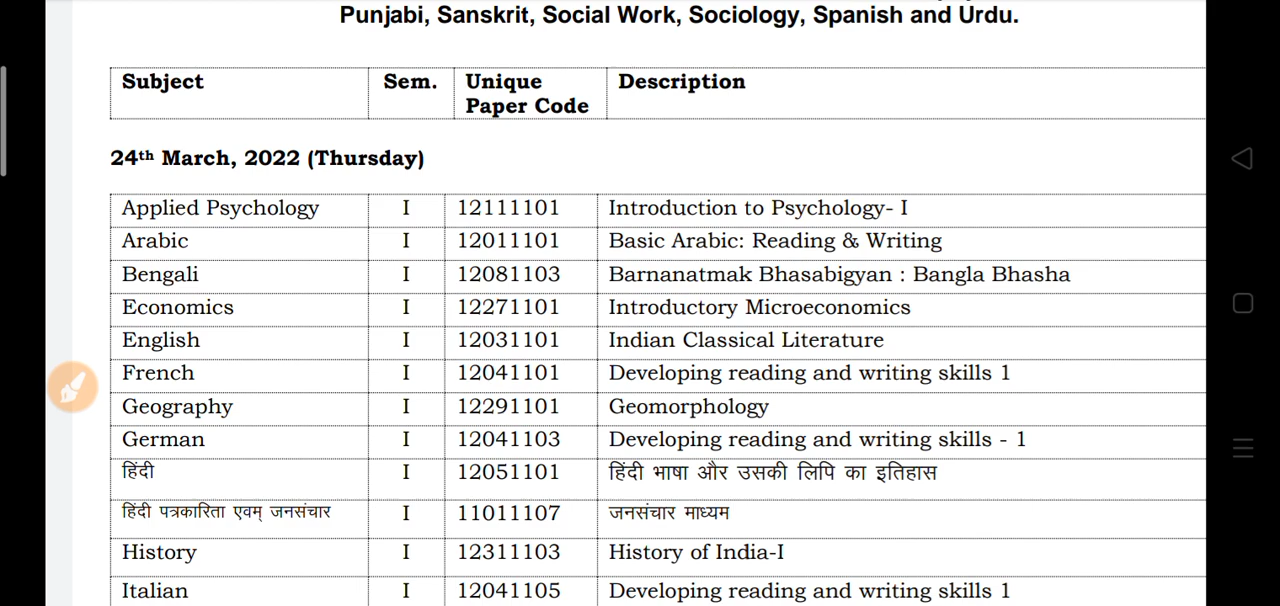 Punjabi, Sanskrit, Social Work, Sociology, Spanish and Urdu.
Subject Sem. Unique Paper Code Description
24th March, 2022 (Thursday)
Applied Psychology I 12111101 Introduction to Psychology- I
Arabic I 12011101 Basic Arabic: Reading & Writing
Bengali I 12081103 Barnanatmak Bhasabigyan : Bangla Bhasha
Economics I 12271101 Introductory Microeconomics
English I 12031101 Indian Classical Literature
French I 12041101 Developing reading and writing skills 1
Geography I 12291101 Geomorphology
German I 12041103 Developing reading and writing skills - 1
हिंदी I 12051101 हिंदी भाषा और उसकी लिपि का इतिहास
हिंदी पत्रकारिता एवम् जनसंचार I 11011107 जनसंचार माध्यम
History I 12311103 History of India-I
Italian I 12041105 Developing reading and writing skills 1